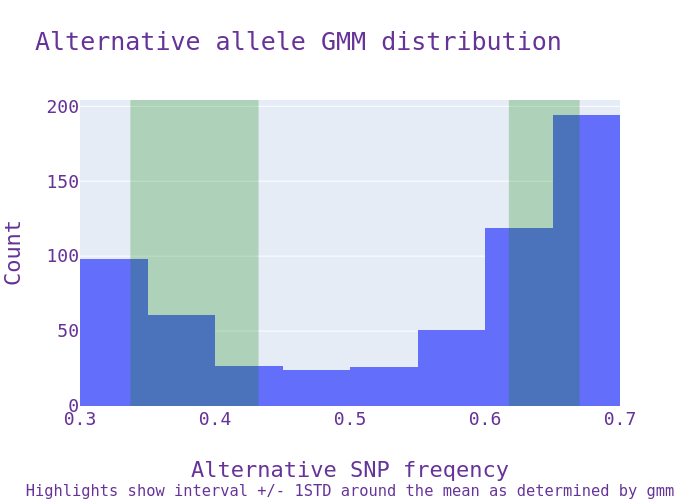 Alternative allele GMM distribution
200
150
100
50
0
Count
0.3
0.4
0.5
0.6
0.7
Alternative SNP freqency
Highlights show interval +/- 1STD around the mean as determined by gmm